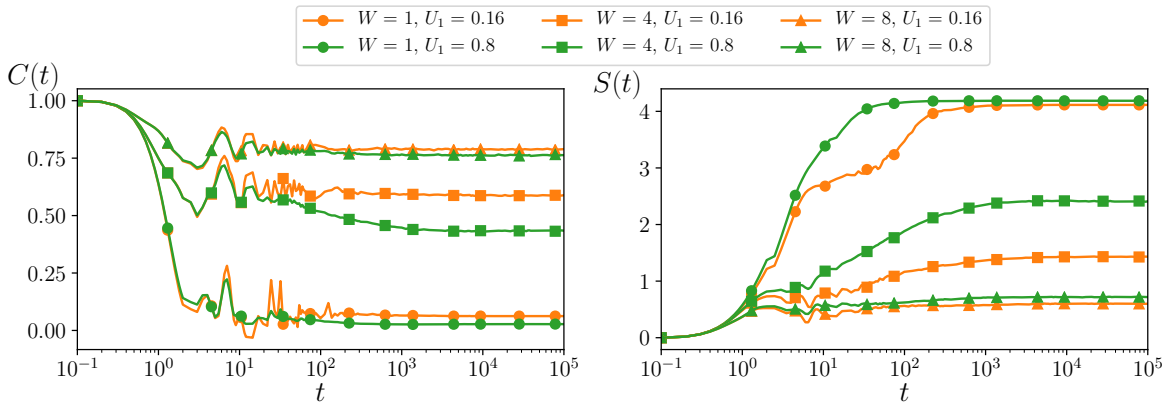 W = 1, U₁ = 0.16
W = 4, U₁ = 0.16
W = 8, U₁ = 0.16
W = 1, U₁ = 0.8
W = 4, U₁ = 0.8
W = 8, U₁ = 0.8
C(t)
1.00
0.75
0.50
0.25
0.00
10⁻¹ 10⁰ 10¹ 10² 10³ 10⁴ 10⁵
t
S(t)
4
3
2
1
0
10⁻¹ 10⁰ 10¹ 10² 10³ 10⁴ 10⁵
t